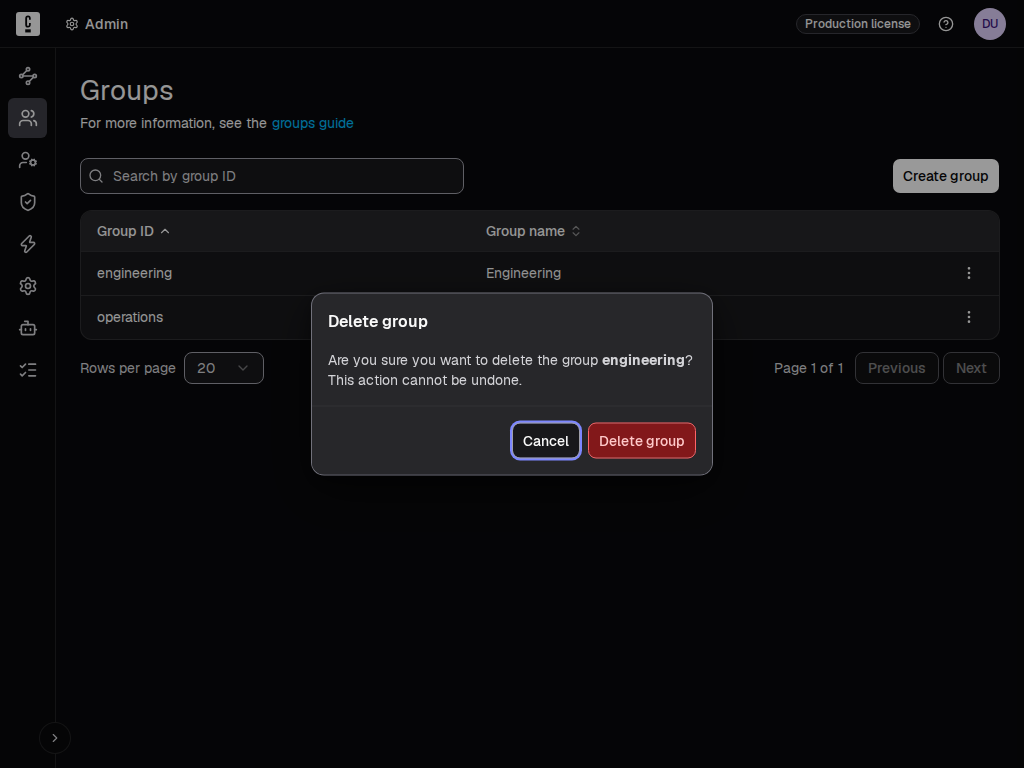 Admin
Production license
DU
Groups
For more information, see the groups guide
Search by group ID
Create group
Group ID
Group name
engineering
Engineering
operations
Rows per page
20
Page 1 of 1
Previous
Next
Delete group
Are you sure you want to delete the group engineering?
This action cannot be undone.
Cancel
Delete group